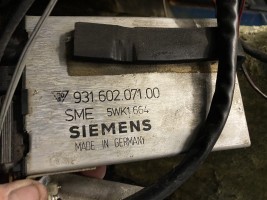 931.602.071.00
SME 5WK1 664
SIEMENS
MADE IN GERMANY